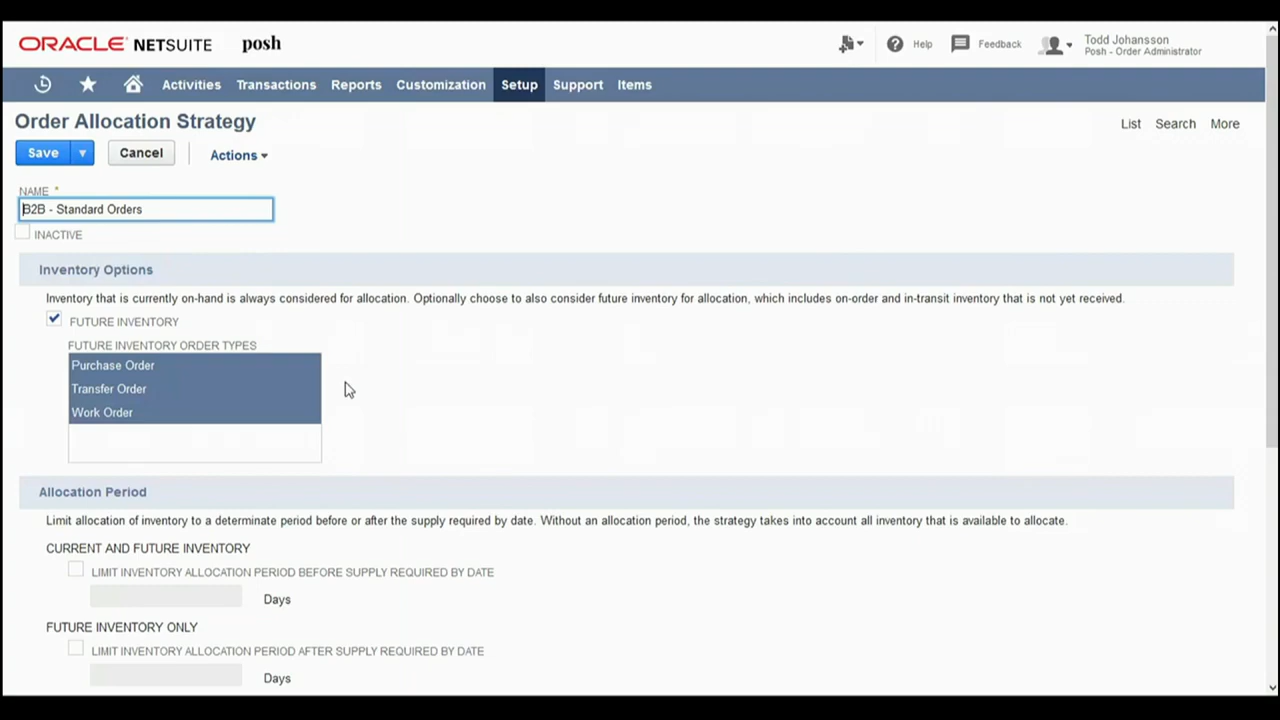 ORACLE NETSUITE posh
Help
Feedback
Todd Johansson
Posh - Order Administrator
Activities Transactions Reports Customization Setup Support Items
Order Allocation Strategy
List Search More
Save Cancel Actions
NAME *
B2B - Standard Orders
INACTIVE
Inventory Options
Inventory that is currently on-hand is always considered for allocation. Optionally choose to also consider future inventory for allocation, which includes on-order and in-transit inventory that is not yet received.
FUTURE INVENTORY
FUTURE INVENTORY ORDER TYPES
Purchase Order
Transfer Order
Work Order
Allocation Period
Limit allocation of inventory to a determinate period before or after the supply required by date. Without an allocation period, the strategy takes into account all inventory that is available to allocate.
CURRENT AND FUTURE INVENTORY
LIMIT INVENTORY ALLOCATION PERIOD BEFORE SUPPLY REQUIRED BY DATE
Days
FUTURE INVENTORY ONLY
LIMIT INVENTORY ALLOCATION PERIOD AFTER SUPPLY REQUIRED BY DATE
Days